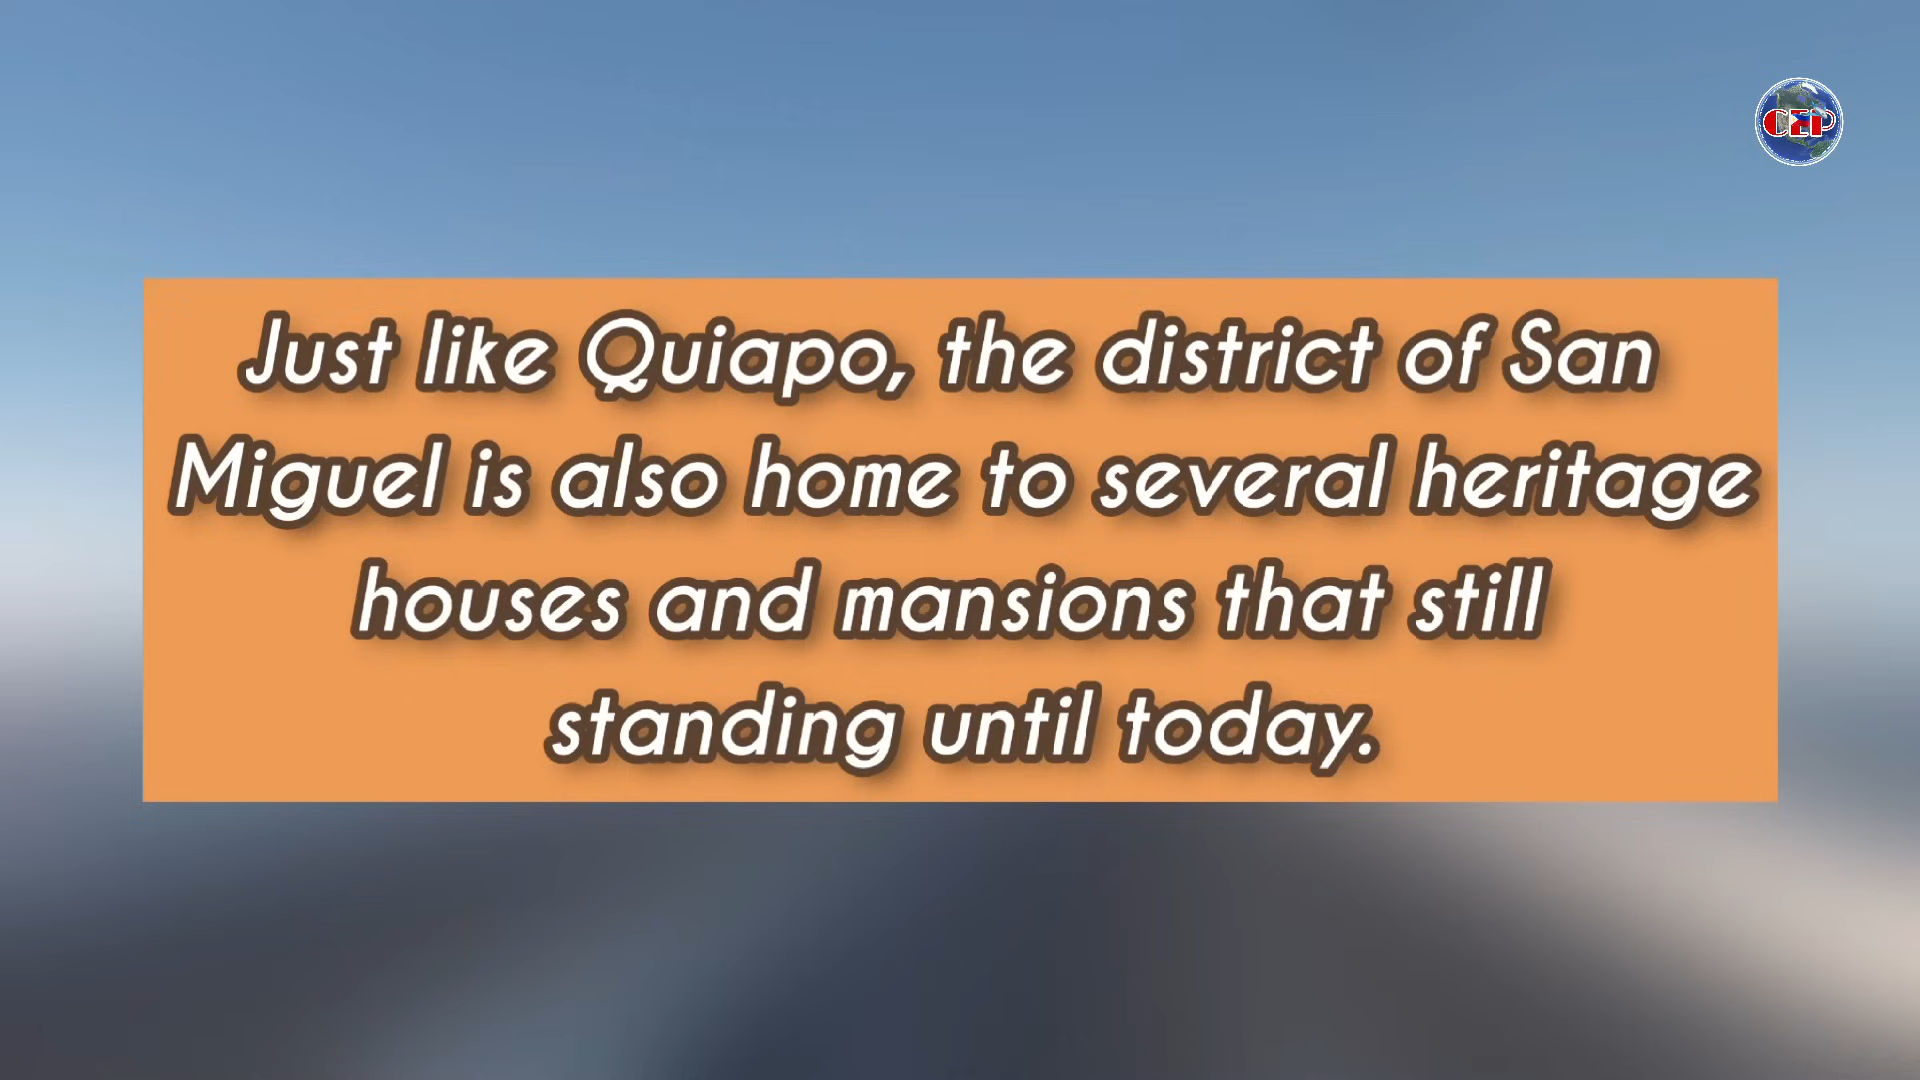 CEP
Just like Quiapo, the district of San
Miguel is also home to several heritage
houses and mansions that still
standing until today.